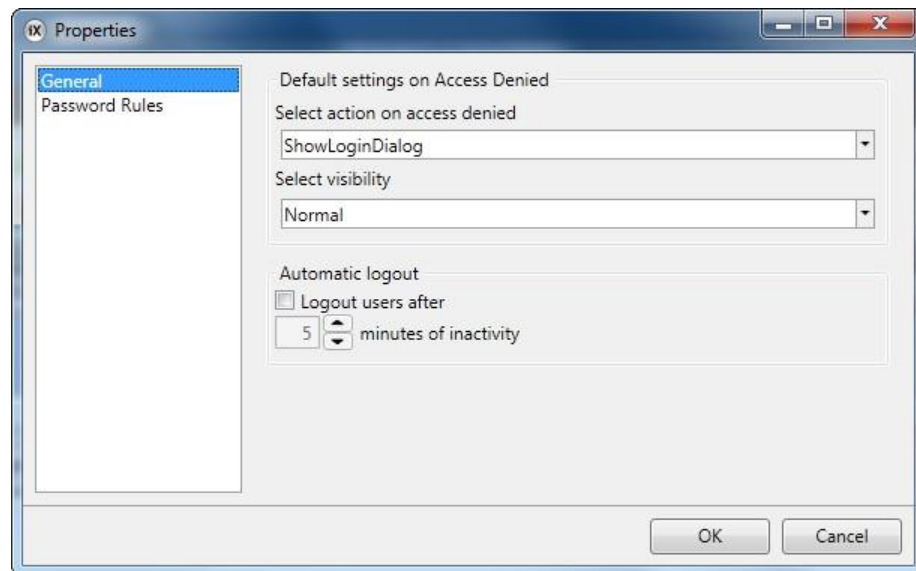 iX Properties
General
Password Rules
Default settings on Access Denied
Select action on access denied
ShowLoginDialog
Select visibility
Normal
Automatic logout
Logout users after
5 minutes of inactivity
OK Cancel